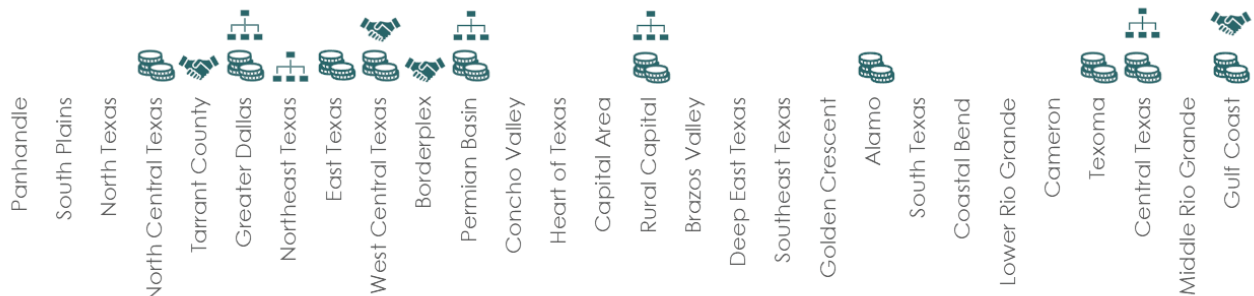 Panhandle
South Plains
North Texas
North Central Texas
Tarrant County
Greater Dallas
Northeast Texas
East Texas
West Central Texas
Borderplex
Permian Basin
Concho Valley
Heart of Texas
Capital Area
Rural Capital
Brazos Valley
Deep East Texas
Southeast Texas
Golden Crescent
Alamo
South Texas
Coastal Bend
Lower Rio Grande
Cameron
Texoma
Central Texas
Middle Rio Grande
Gulf Coast